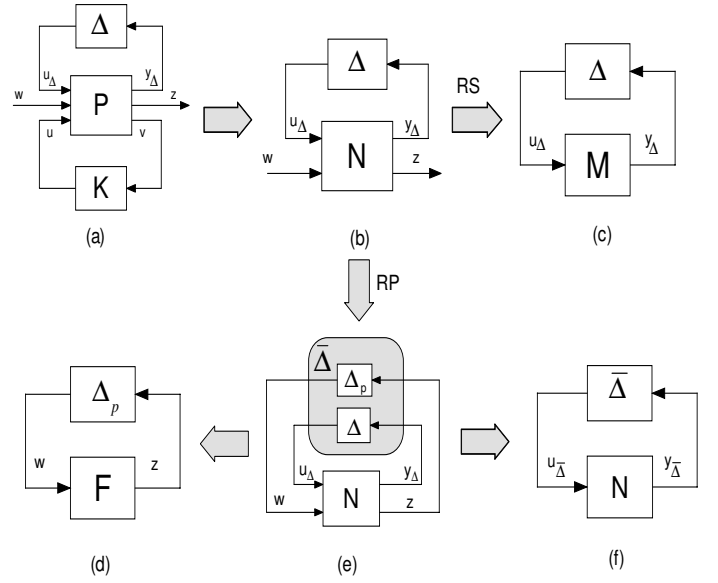 Δ
u_Δ y_Δ
w P z
u v
K
(a)
Δ
u_Δ y_Δ
w N z
(b)
RS
Δ
u_Δ y_Δ
M
(c)
RP
Δ_p
w z
F
(d)
Δ̅
Δ_p
Δ
u_Δ y_Δ
w N z
(e)
Δ̅
u_Δ̅ y_Δ̅
N
(f)